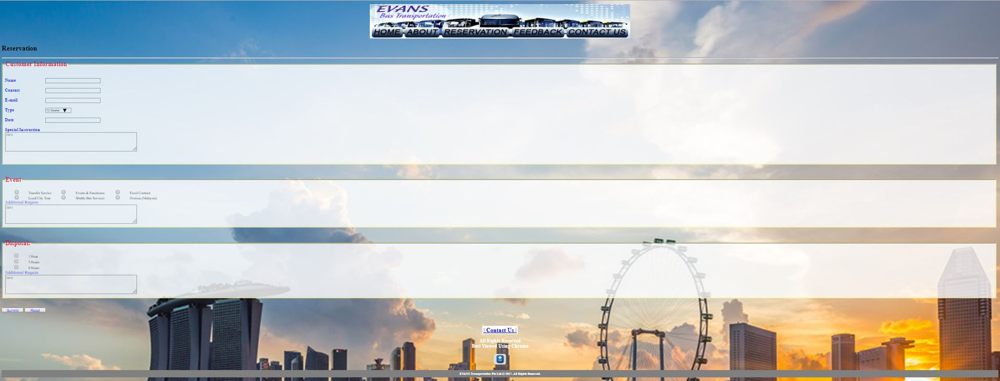 EVANS
Bus Transportation
HOME ABOUT RESERVATION FEEDBACK CONTACT US
Reservation
Customer Information
Name
Contact
E-mail
Type 13 Seater
Date
Special Instruction
INFO
Event
Transfer Service Events & Functionss Fixed Contract
Local City Tour Shuttle Bus Services Oversea (Malaysia)
Additional Require
INFO
Disposal:
1 Hour
3 Hours
8 Hours
Additional Require
INFO
Summit Reset
| Contact Us |
All Rights Reserved
Best Viewed Using Chrome
EVANS Transportation Pte Ltd © 2017. All Rights Reserved.